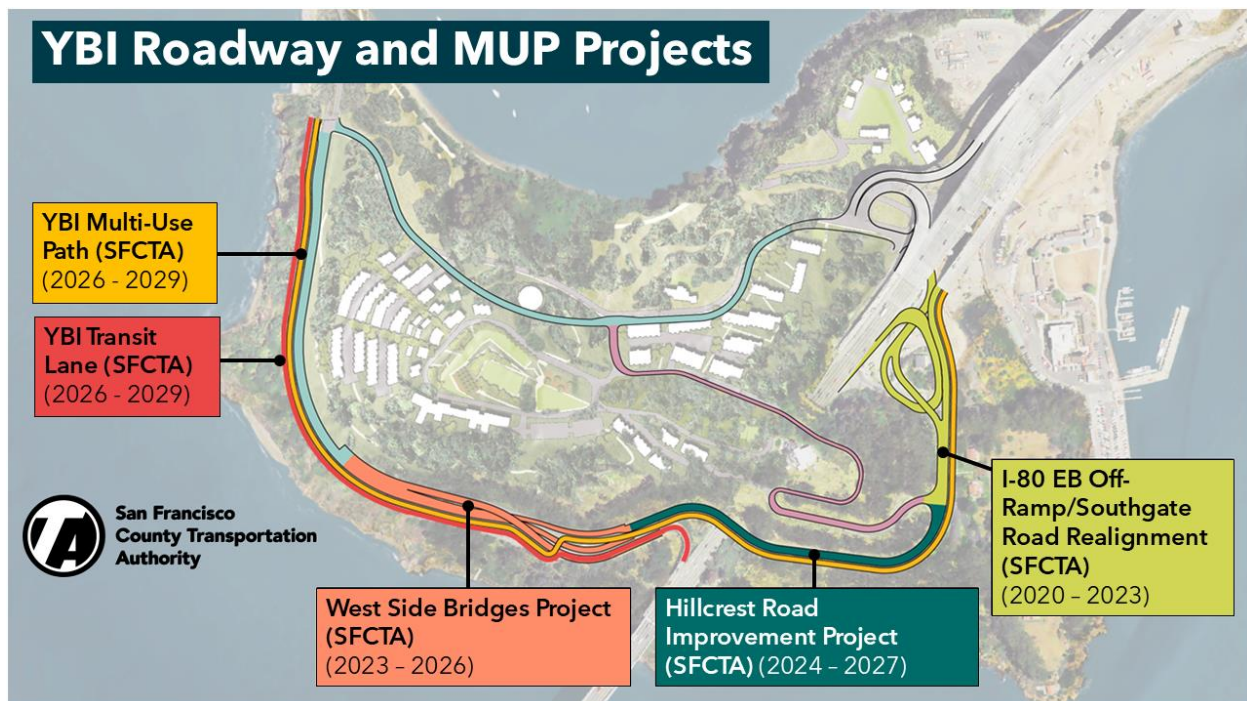 YBI Roadway and MUP Projects
YBI Multi-Use
Path (SFCTA)
(2026 - 2029)
YBI Transit
Lane (SFCTA)
(2026 - 2029)
TA
San Francisco
County Transportation
Authority
West Side Bridges Project
(SFCTA)
(2023 – 2026)
Hillcrest Road
Improvement Project
(SFCTA) (2024 – 2027)
I-80 EB Off-
Ramp/Southgate
Road Realignment
(SFCTA)
(2020 – 2023)